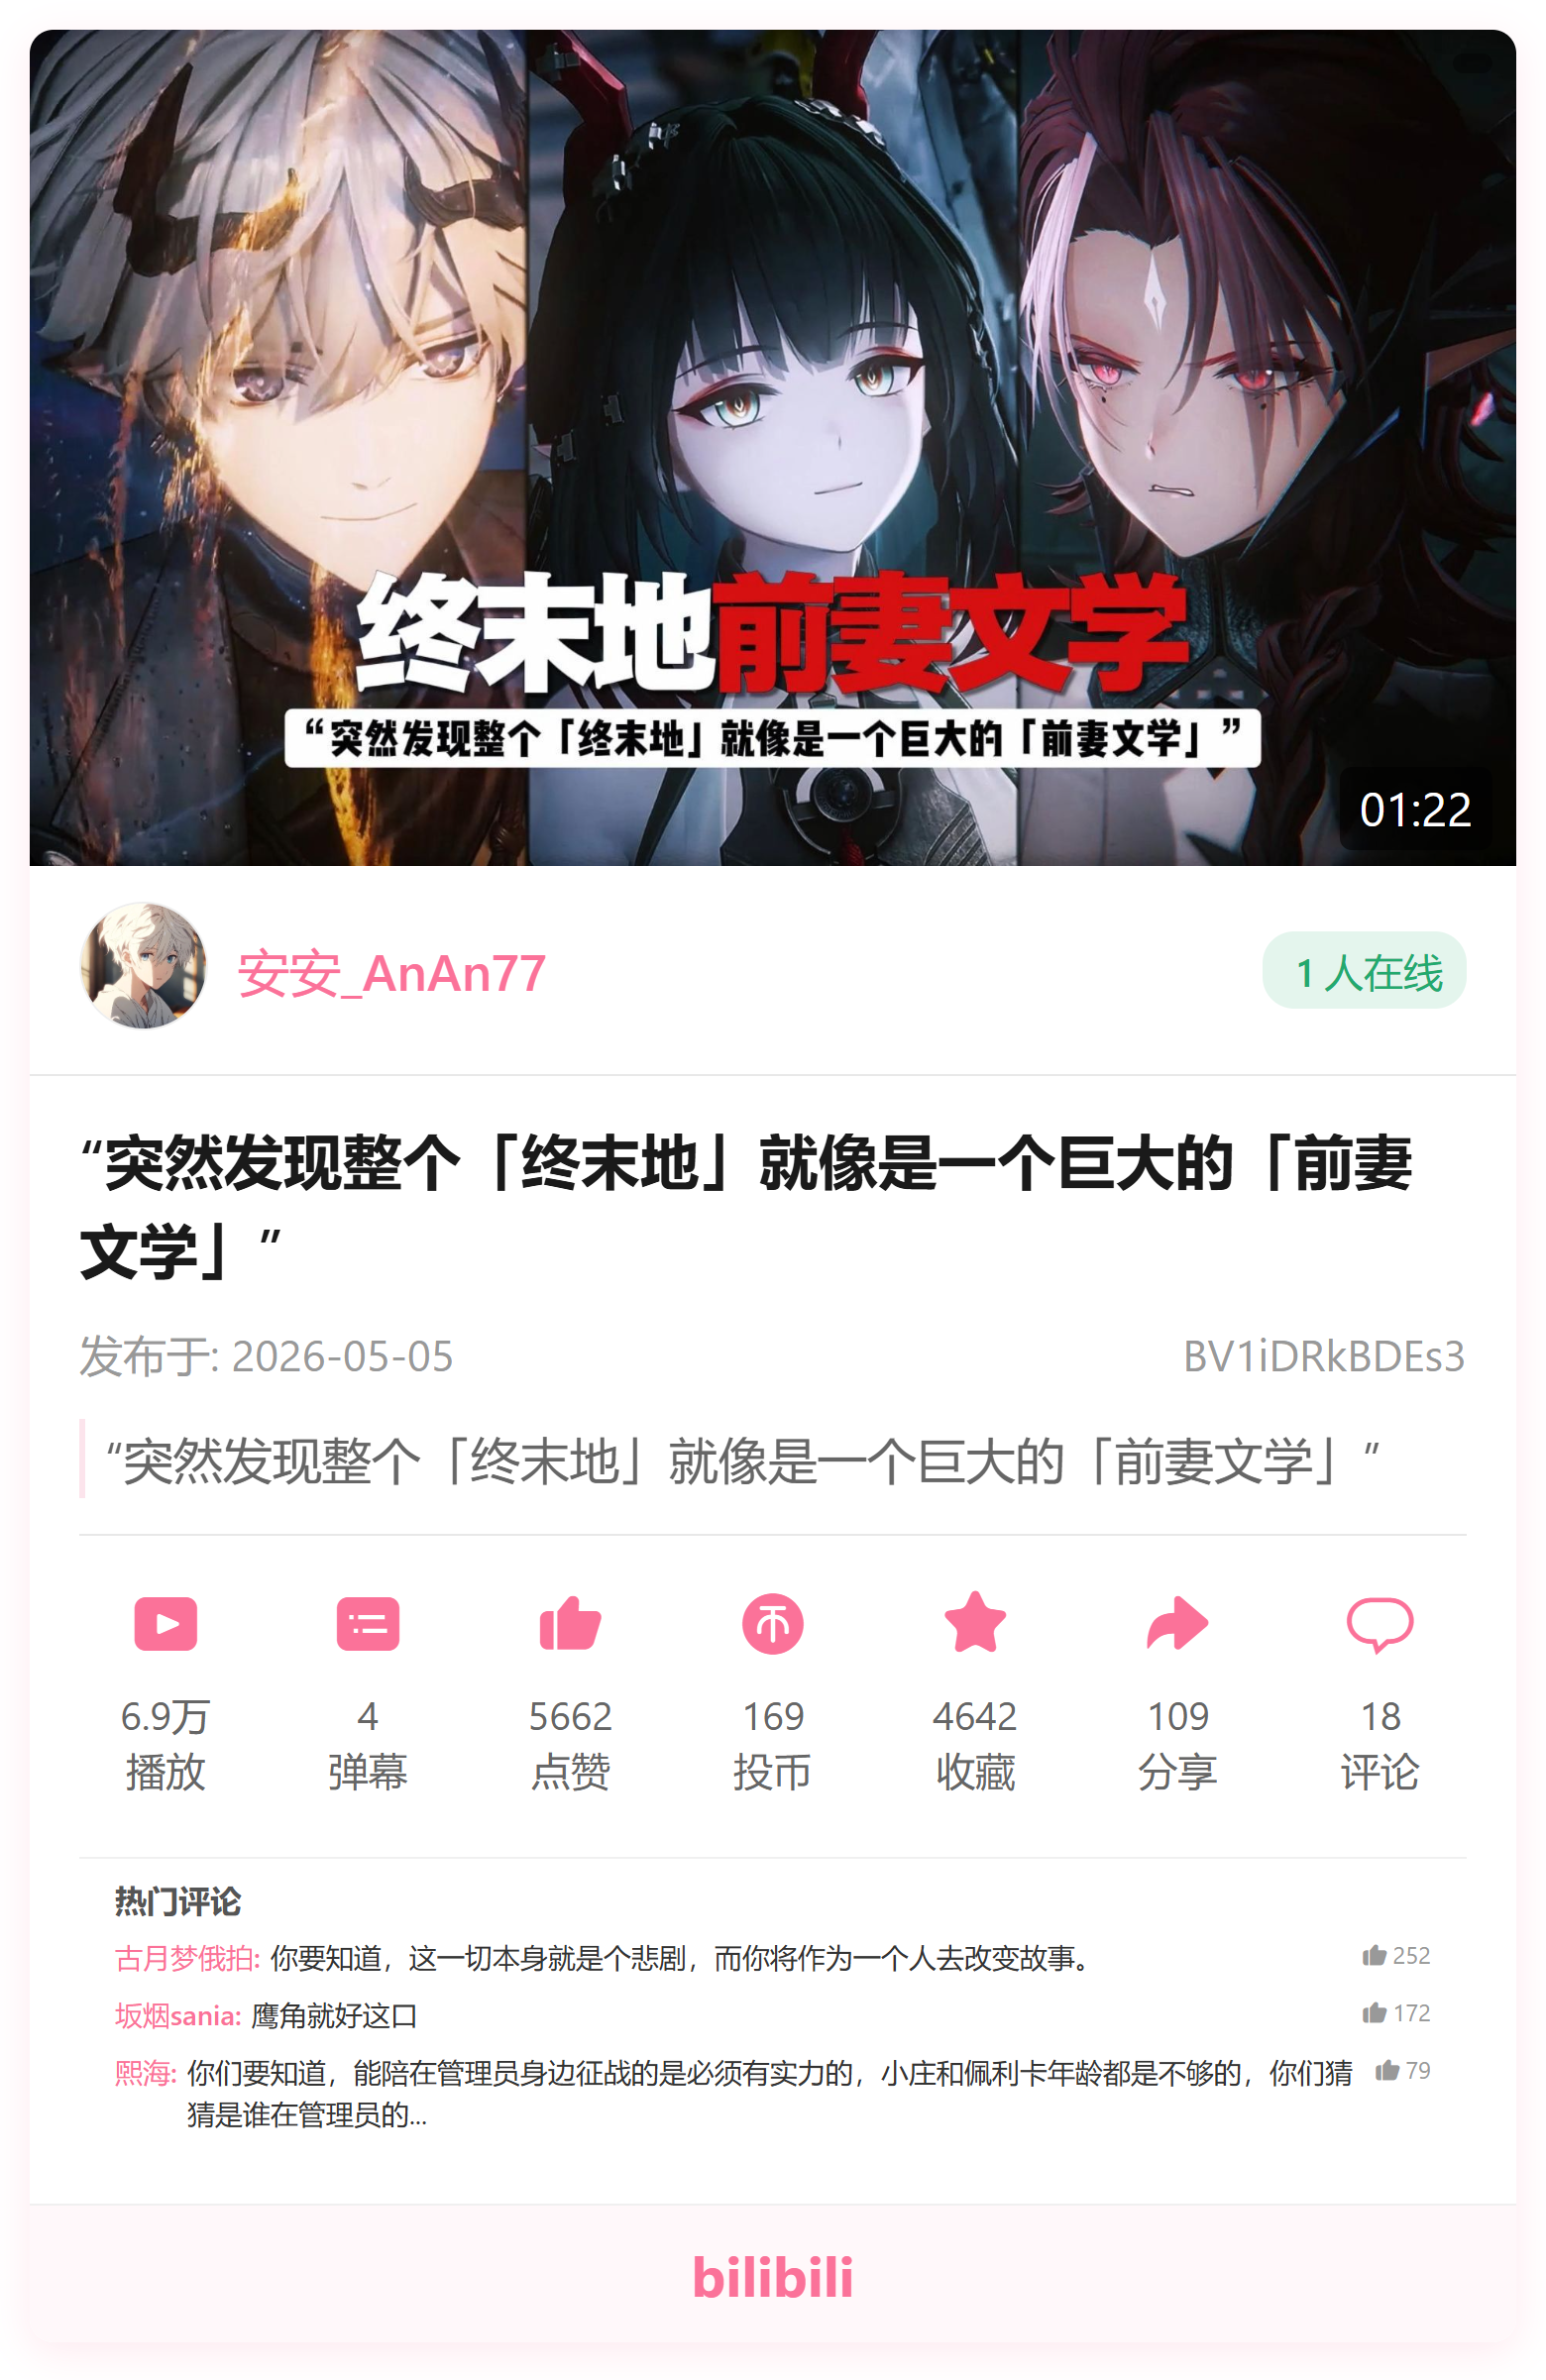 终末地前妻文学
“突然发现整个「终末地」就像是一个巨大的「前妻文学」”
01:22
安安_AnAn77
1 人在线
“突然发现整个「终末地」就像是一个巨大的「前妻
文学」”
发布于: 2026-05-05
BV1iDRkBDEs3
“突然发现整个「终末地」就像是一个巨大的「前妻文学」”
6.9万 4 5662 169 4642 109 18
播放 弹幕 点赞 投币 收藏 分享 评论
热门评论
古月梦俄拍: 你要知道，这一切本身就是个悲剧，而你将作为一个人去改变故事。 252
坂烟sania: 鹰角就好这口 172
熙海: 你们要知道，能陪在管理员身边征战的是必须有实力的，小庄和佩利卡年龄都是不够的，你们猜 79
猜是谁在管理员的...
bilibili